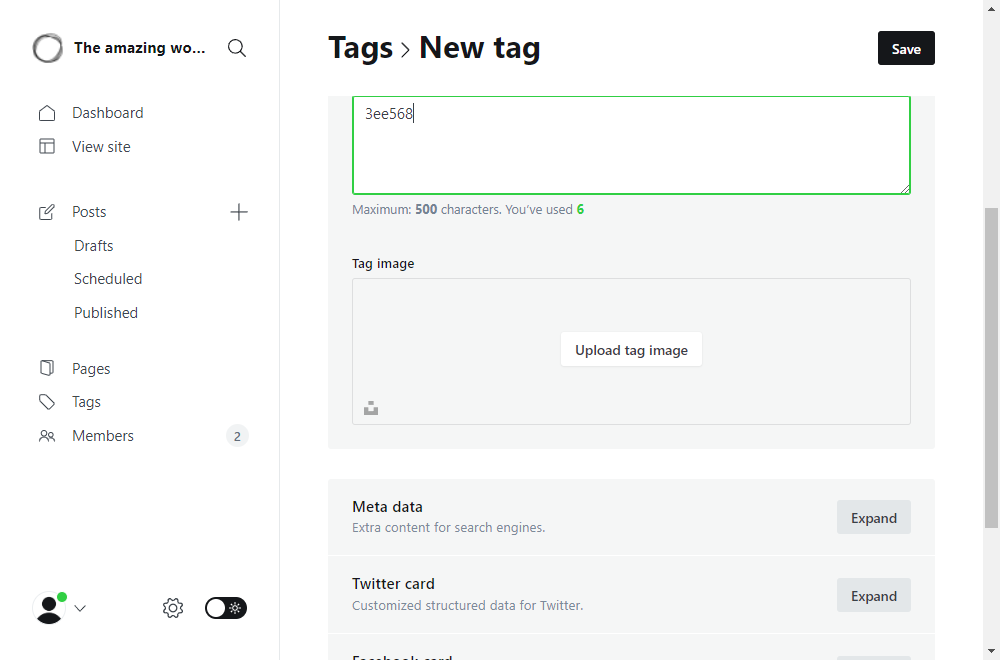 The amazing wo...
Dashboard
View site
Posts
Drafts
Scheduled
Published
Pages
Tags
Members
2
Tags > New tag
Save
3ee568
Maximum: 500 characters. You've used 6
Tag image
Upload tag image
Meta data
Extra content for search engines.
Expand
Twitter card
Customized structured data for Twitter.
Expand
Facebook card